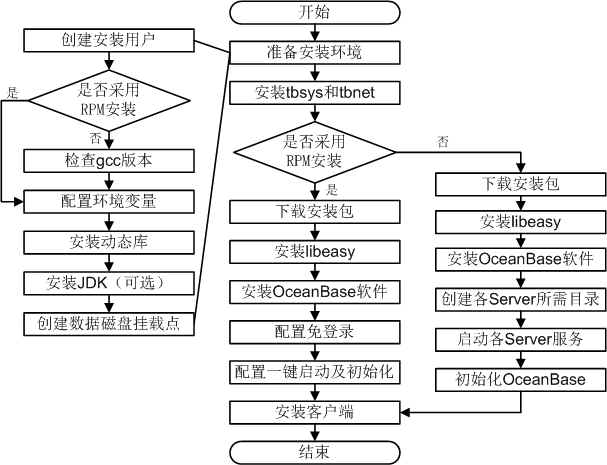 开始
创建安装用户
准备安装环境
是否采用
RPM安装
是
否
检查gcc版本
配置环境变量
安装动态库
安装JDK（可选）
创建数据磁盘挂载点
安装tbsys和tbnet
是否采用
RPM安装
否
是
下载安装包
安装libeasy
安装OceanBase软件
配置免登录
配置一键启动及初始化
下载安装包
安装libeasy
安装OceanBase软件
创建各Server所需目录
启动各Server服务
初始化OceanBase
安装客户端
结束